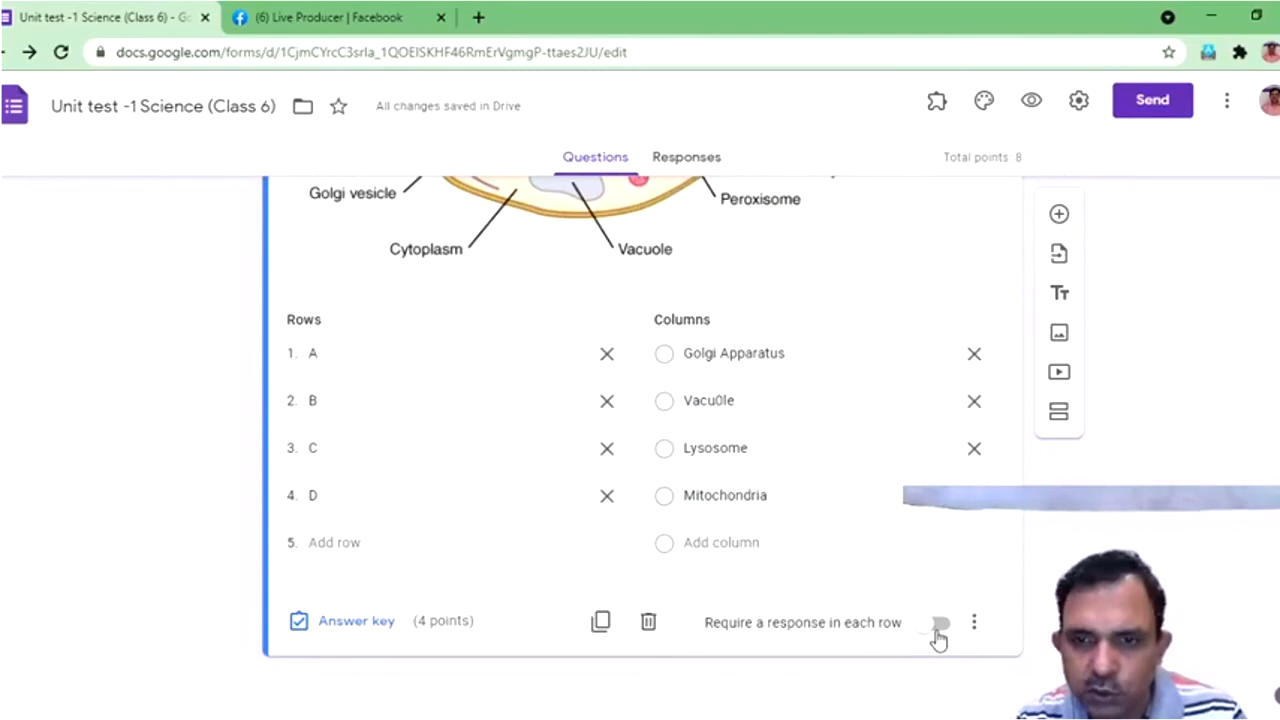 Unit test -1 Science (Class 6) - Go
(6) Live Producer | Facebook
docs.google.com/forms/d/1CjmCYrcC3srIa_1QOElSKHF46RmErVgmgP-ttaes2JU/edit
Unit test -1 Science (Class 6)
All changes saved in Drive
Send
Questions
Responses
Total points 8
Golgi vesicle
Peroxisome
Cytoplasm
Vacuole
Rows
Columns
1. A
Golgi Apparatus
2. B
Vacu0le
3. C
Lysosome
4. D
Mitochondria
5. Add row
Add column
Answer key (4 points)
Require a response in each row